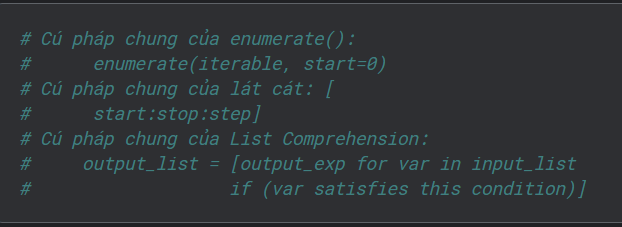 # Cú pháp chung của enumerate():
#      enumerate(iterable, start=0)
# Cú pháp chung của lát cát: [
#      start:stop:step]
# Cú pháp chung của List Comprehension:
#     output_list = [output_exp for var in input_list
#                   if (var satisfies this condition)]